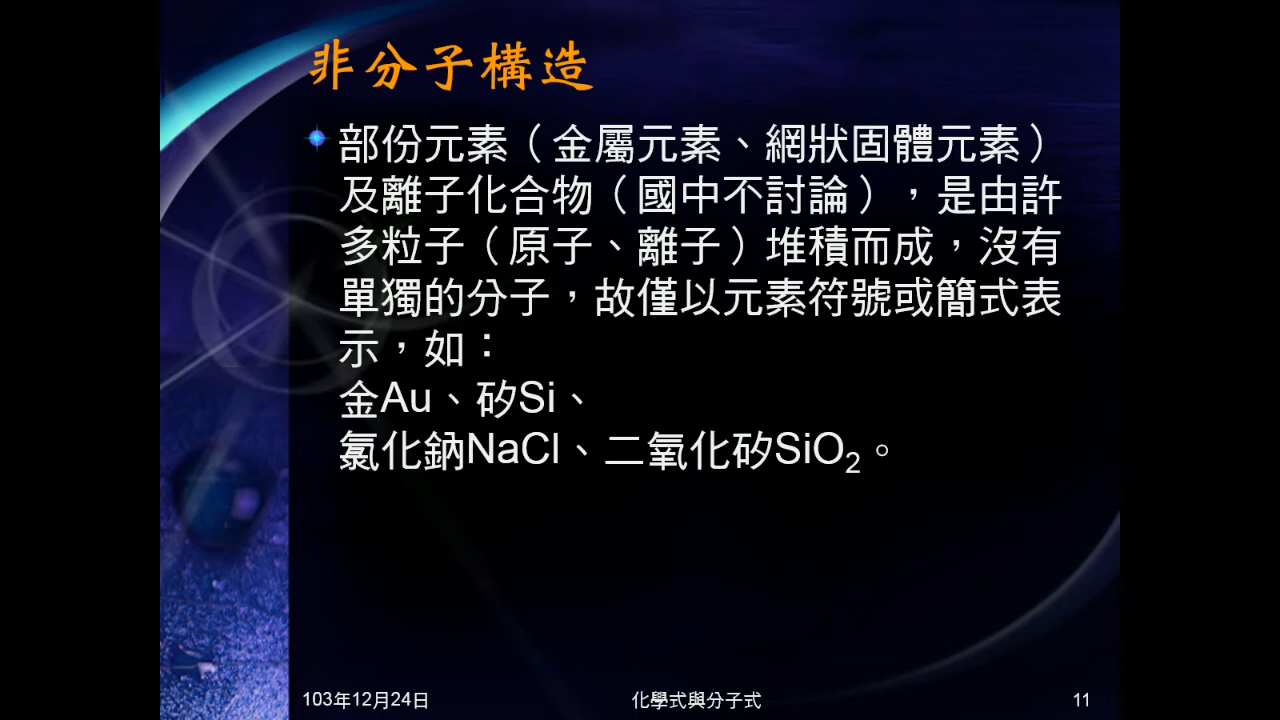 非分子構造
部份元素（金屬元素、網狀固體元素）
及離子化合物（國中不討論），是由許
多粒子（原子、離子）堆積而成，沒有
單獨的分子，故僅以元素符號或簡式表
示，如：
金Au、矽Si、
氯化鈉NaCl、二氧化矽SiO₂。
103年12月24日
化學式與分子式
11